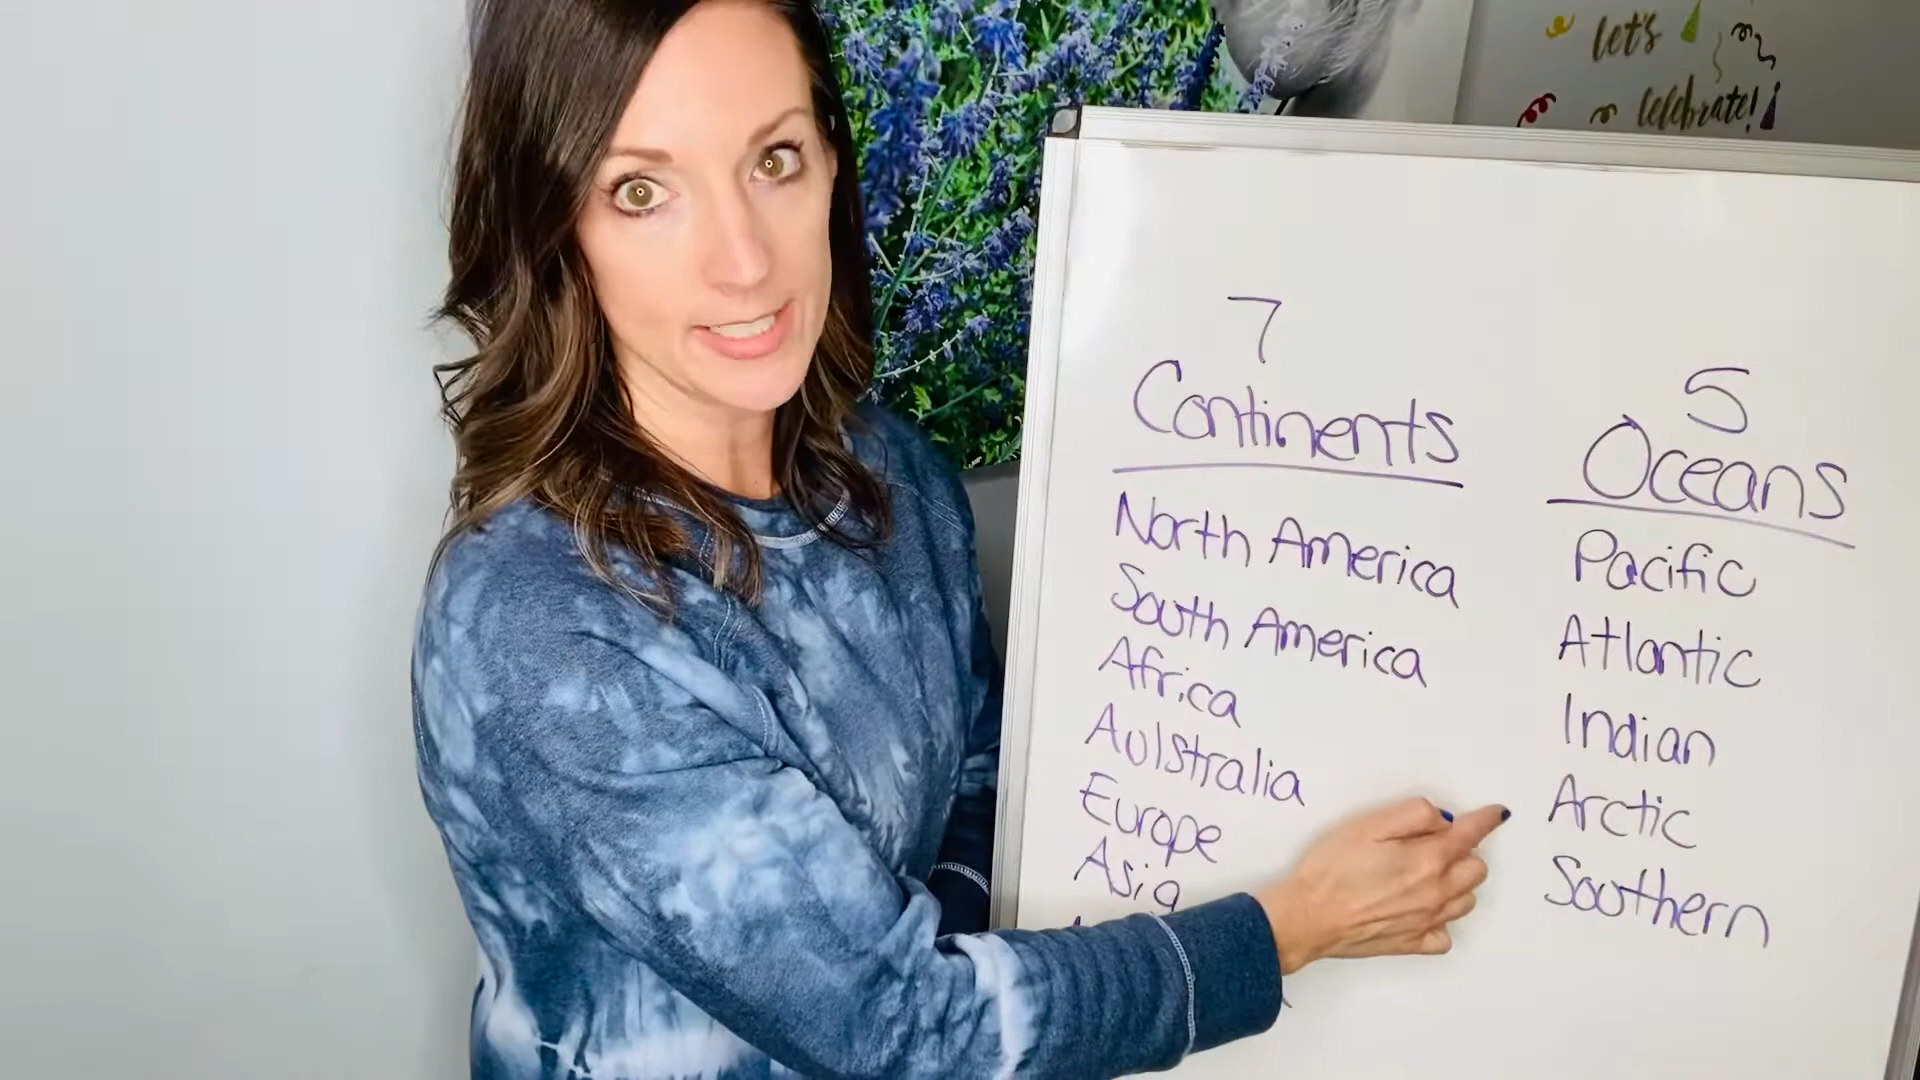 let's
celebrate!
7
Continents
North America
South America
Africa
Aulstralia
Europe
Asia
5
Oceans
Pacific
Atlantic
Indian
Arctic
Southern